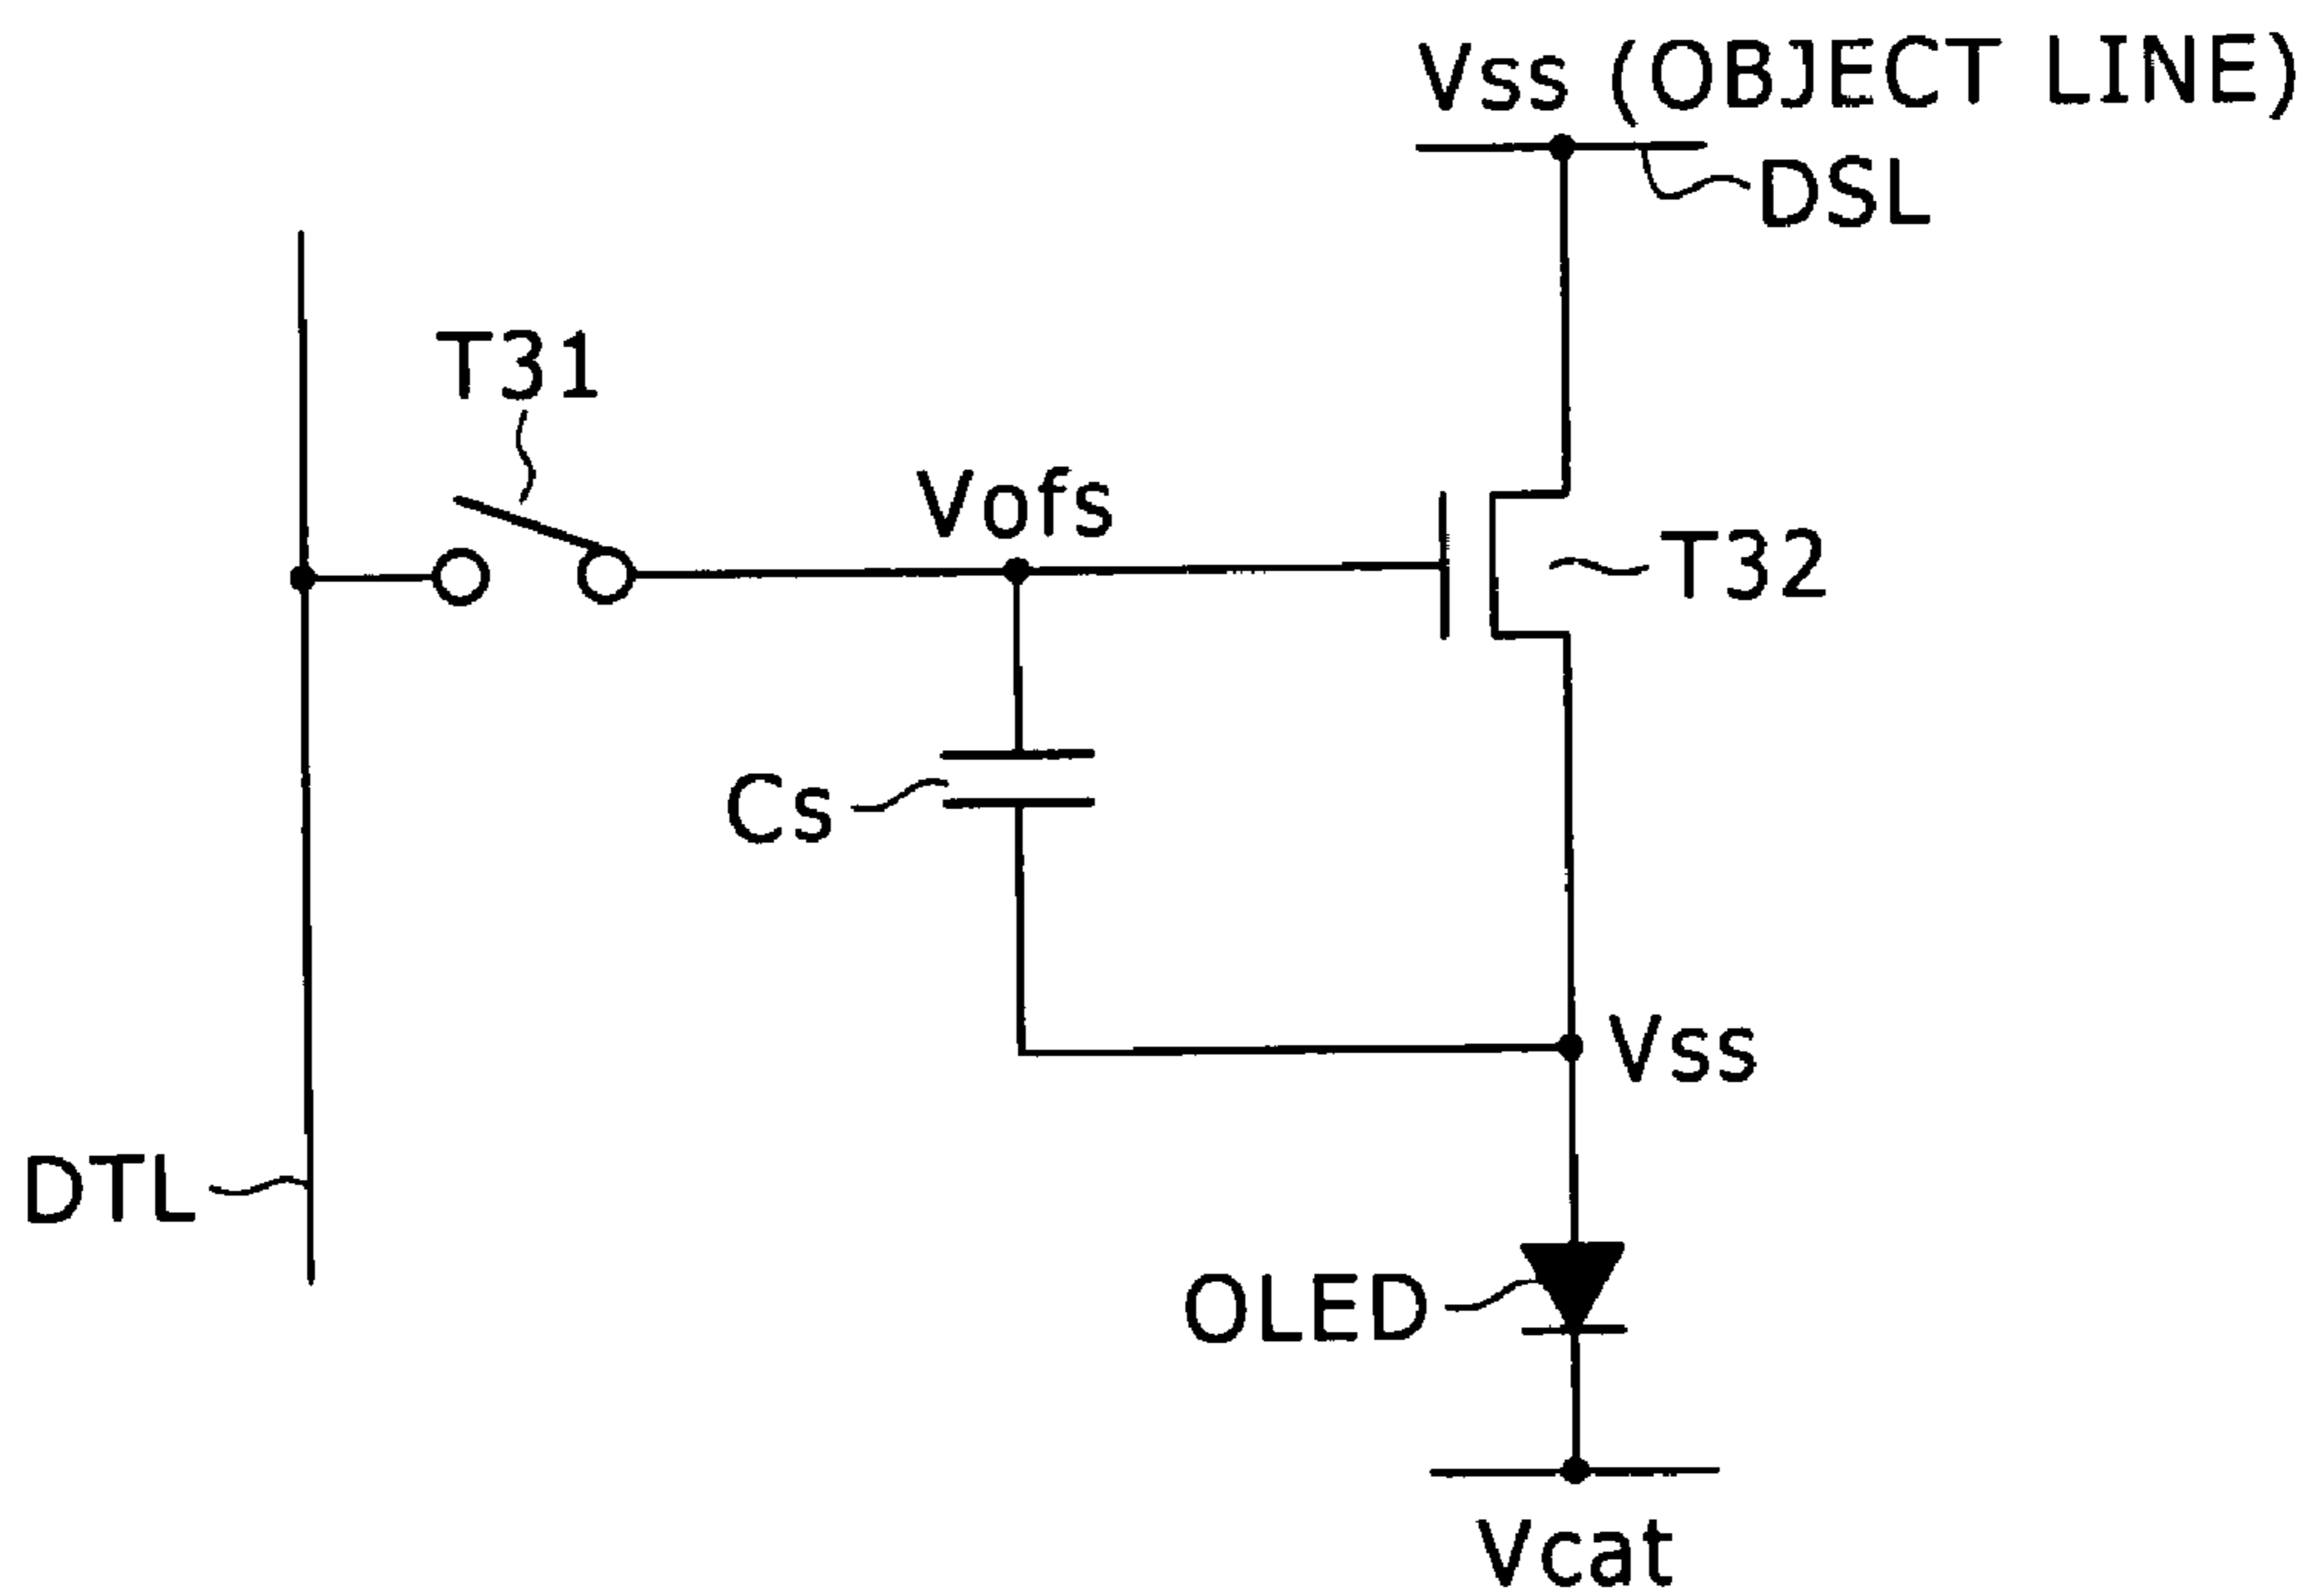 Vss (OBJECT LINE)
DSL
T31
Vofs
T32
Cs
Vss
DTL
OLED
Vcat